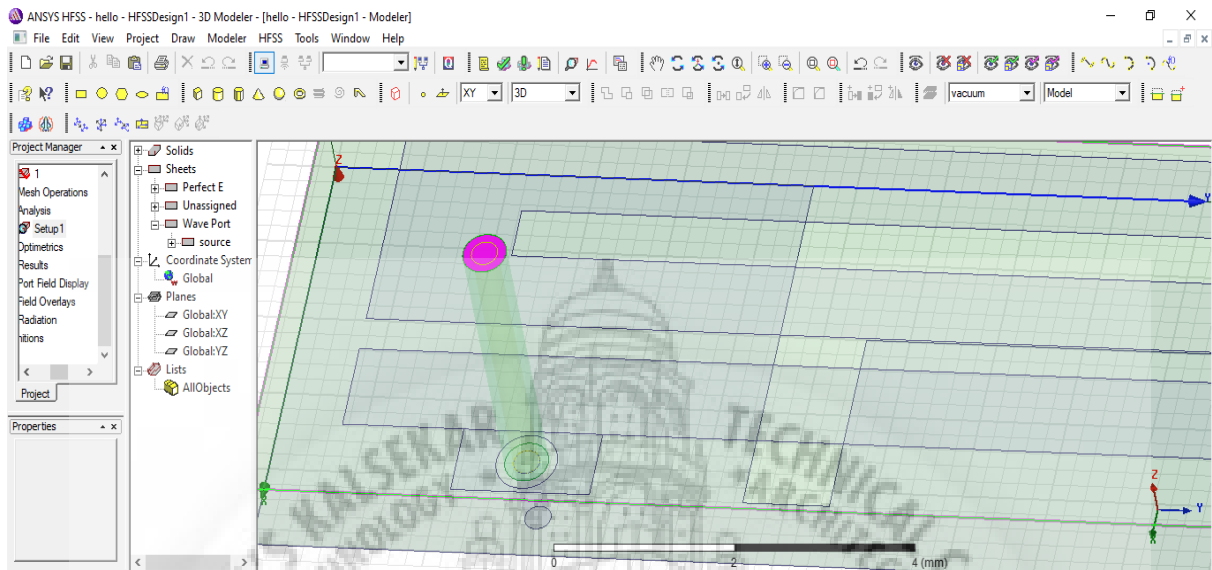 ANSYS HFSS - hello - HFSSDesign1 - 3D Modeler - [hello - HFSSDesign1 - Modeler]
File Edit View Project Draw Modeler HFSS Tools Window Help
XY 3D vacuum Model
Project Manager
1
Mesh Operations
Analysis
Setup1
Optimetrics
Results
Port Field Display
Field Overlays
Radiation
nitions
Project
Properties
Solids
Sheets
Perfect E
Unassigned
Wave Port
source
Coordinate System
Global
Planes
Global:XY
Global:XZ
Global:YZ
Lists
AllObjects
Z
Y
Z
Y
0 2 4 (mm)
KALSEKAR TECHNICAL